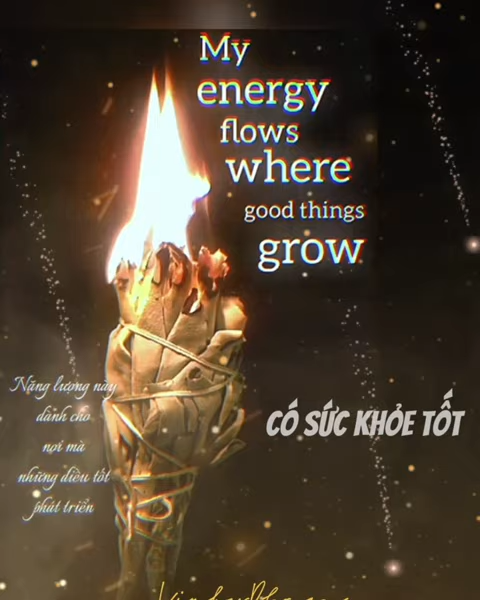 My
energy
flows
where
good things
grow
Năng lượng này
dành cho
nơi mà
những điều tốt
phát triển
CÓ SỨC KHỎE TỐT